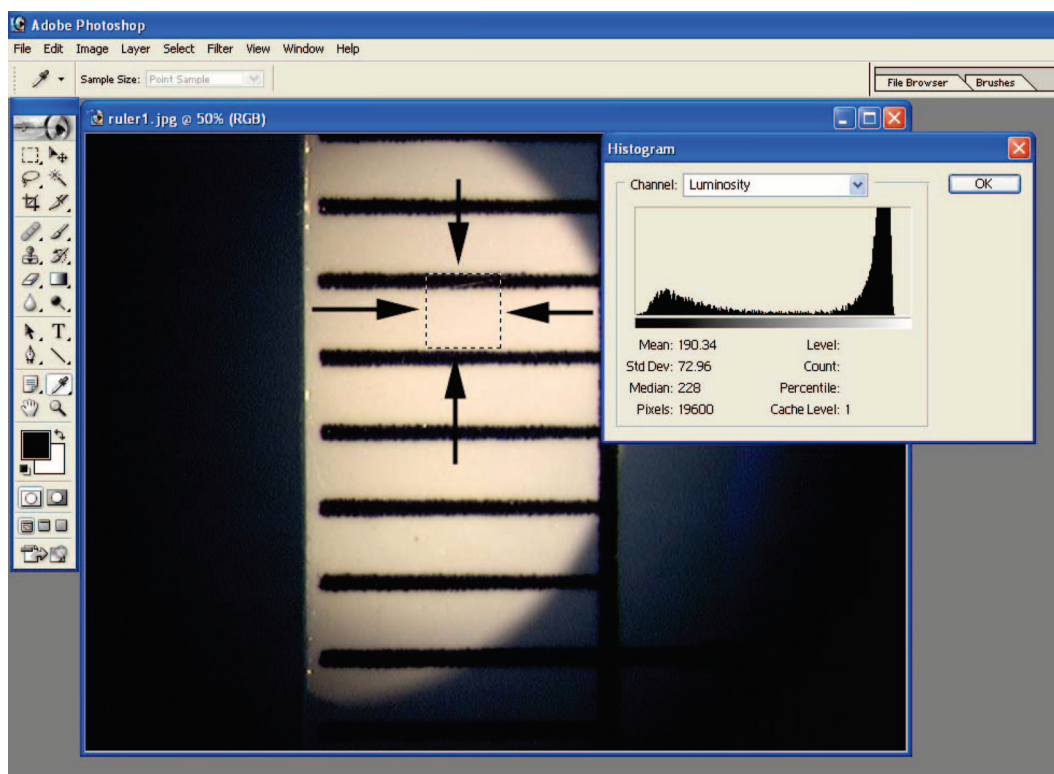 Adobe Photoshop
File Edit Image Layer Select Filter View Window Help
Sample Size: Point Sample
File Browser Brushes
ruler1.jpg @ 50% (RGB)
Histogram
Channel: Luminosity
OK
Mean: 190.34 Level:
Std Dev: 72.96 Count:
Median: 228 Percentile:
Pixels: 19600 Cache Level: 1
T